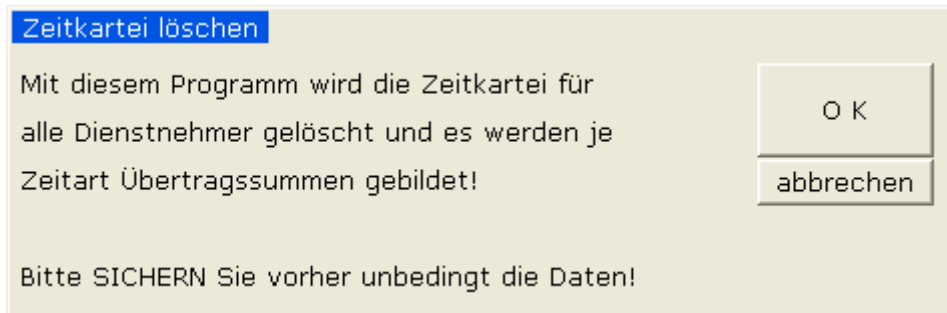 Zeitkartei löschen
Mit diesem Programm wird die Zeitkartei für
alle Dienstnehmer gelöscht und es werden je
Zeitart Übertragssummen gebildet!
Bitte SICHERN Sie vorher unbedingt die Daten!
O K
abbrechen